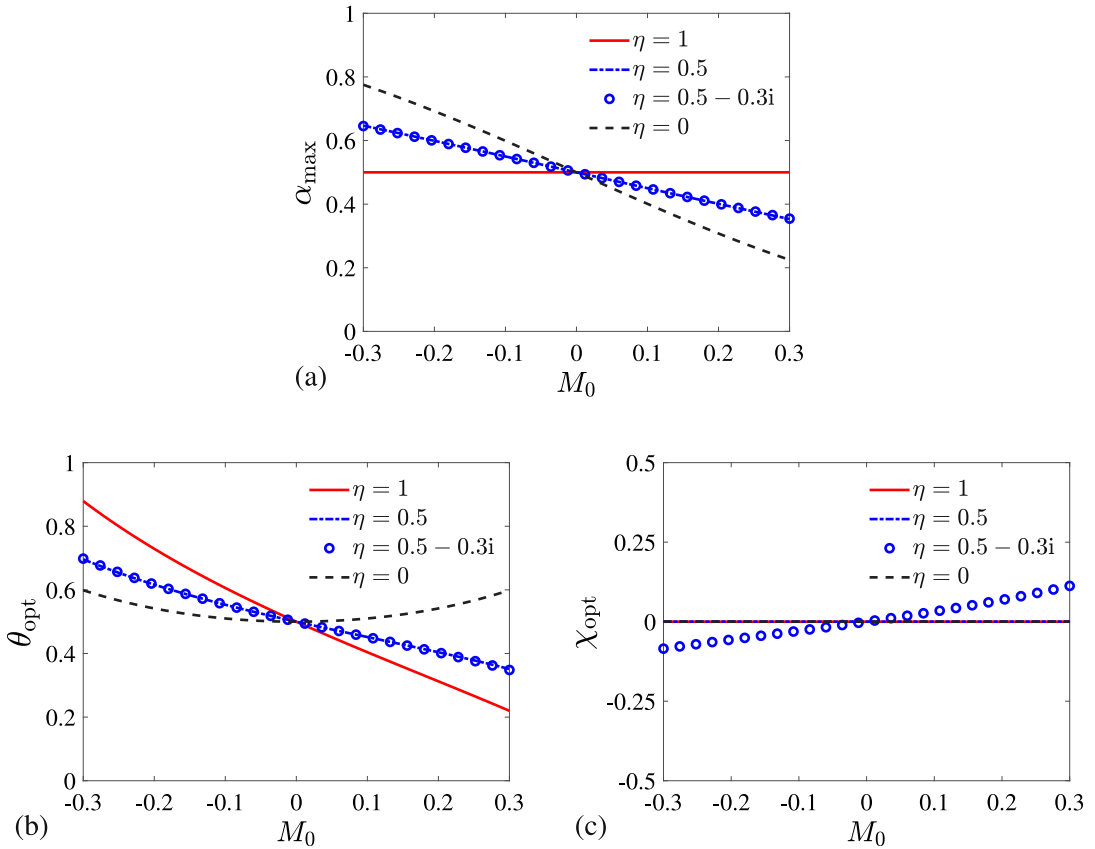 1
η = 1
0.8
η = 0.5
η = 0.5 − 0.3i
η = 0
0.6
α_max
0.4
0.2
0
-0.3 -0.2 -0.1 0 0.1 0.2 0.3
(a)
M_0
1
η = 1
0.8
η = 0.5
η = 0.5 − 0.3i
η = 0
0.6
θ_opt
0.4
0.2
0
-0.3 -0.2 -0.1 0 0.1 0.2 0.3
(b)
M_0
0.5
η = 1
η = 0.5
0.25
η = 0.5 − 0.3i
η = 0
χ_opt
0
-0.25
-0.5
-0.3 -0.2 -0.1 0 0.1 0.2 0.3
(c)
M_0